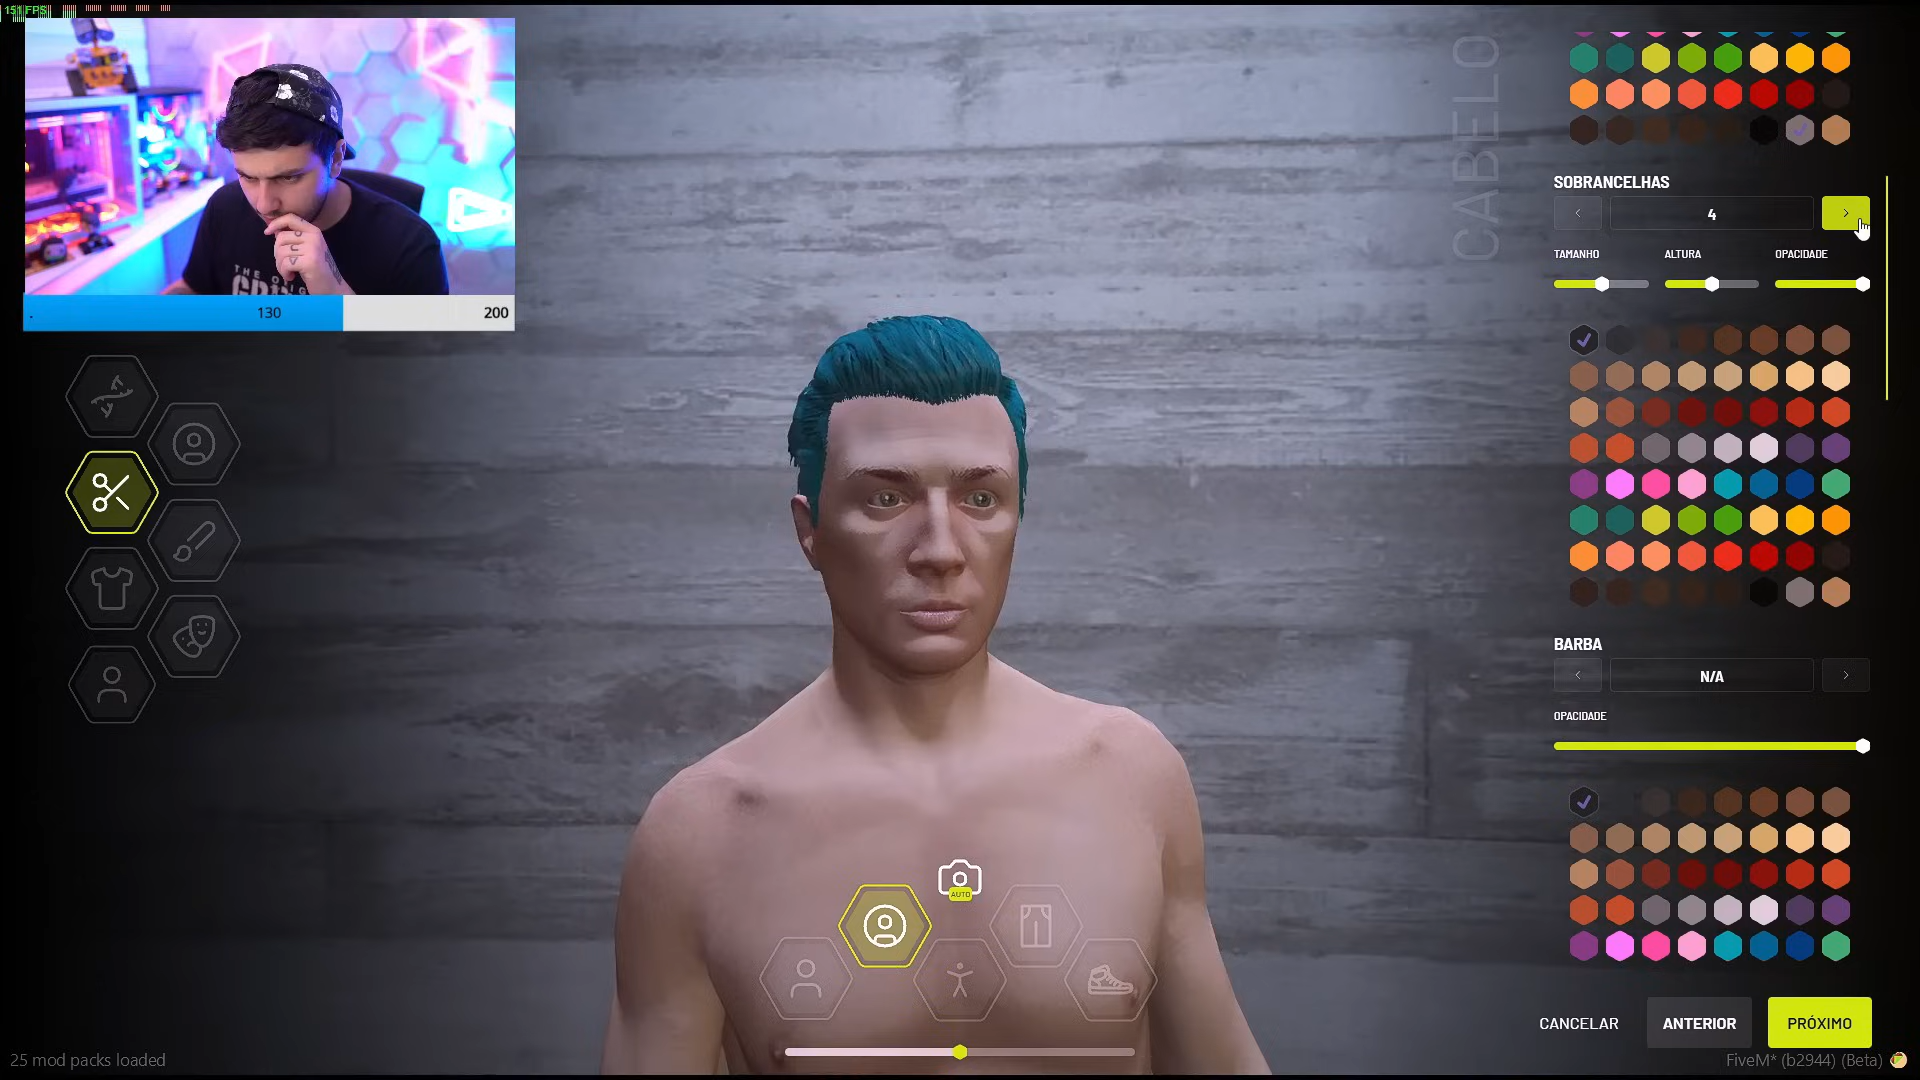 151 FPS
130
200
CABELO
SOBRANCELHAS
4
TAMANHO
ALTURA
OPACIDADE
BARBA
N/A
OPACIDADE
AUTO
CANCELAR
ANTERIOR
PRÓXIMO
25 mod packs loaded
FiveM* (b2944) (Beta)